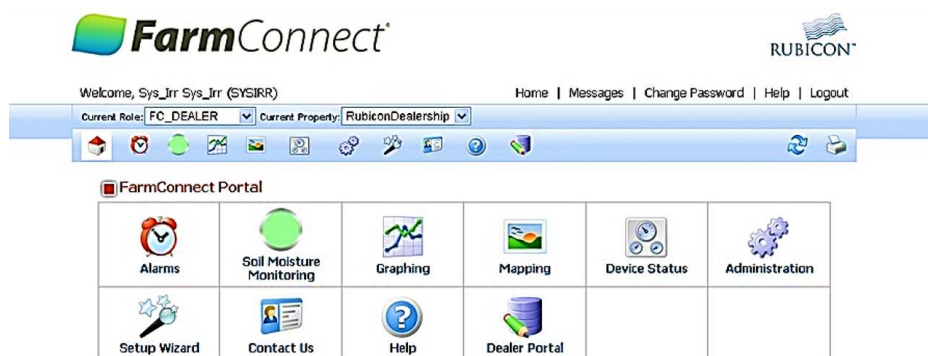 FarmConnect
RUBICON
Welcome, Sys_Irr Sys_Irr (SYSIRR)
Home | Messages | Change Password | Help | Logout
Current Role: FC_DEALER Current Property: RubiconDealership
FarmConnect Portal
Alarms
Soil Moisture
Monitoring
Graphing
Mapping
Device Status
Administration
Setup Wizard
Contact Us
Help
Dealer Portal